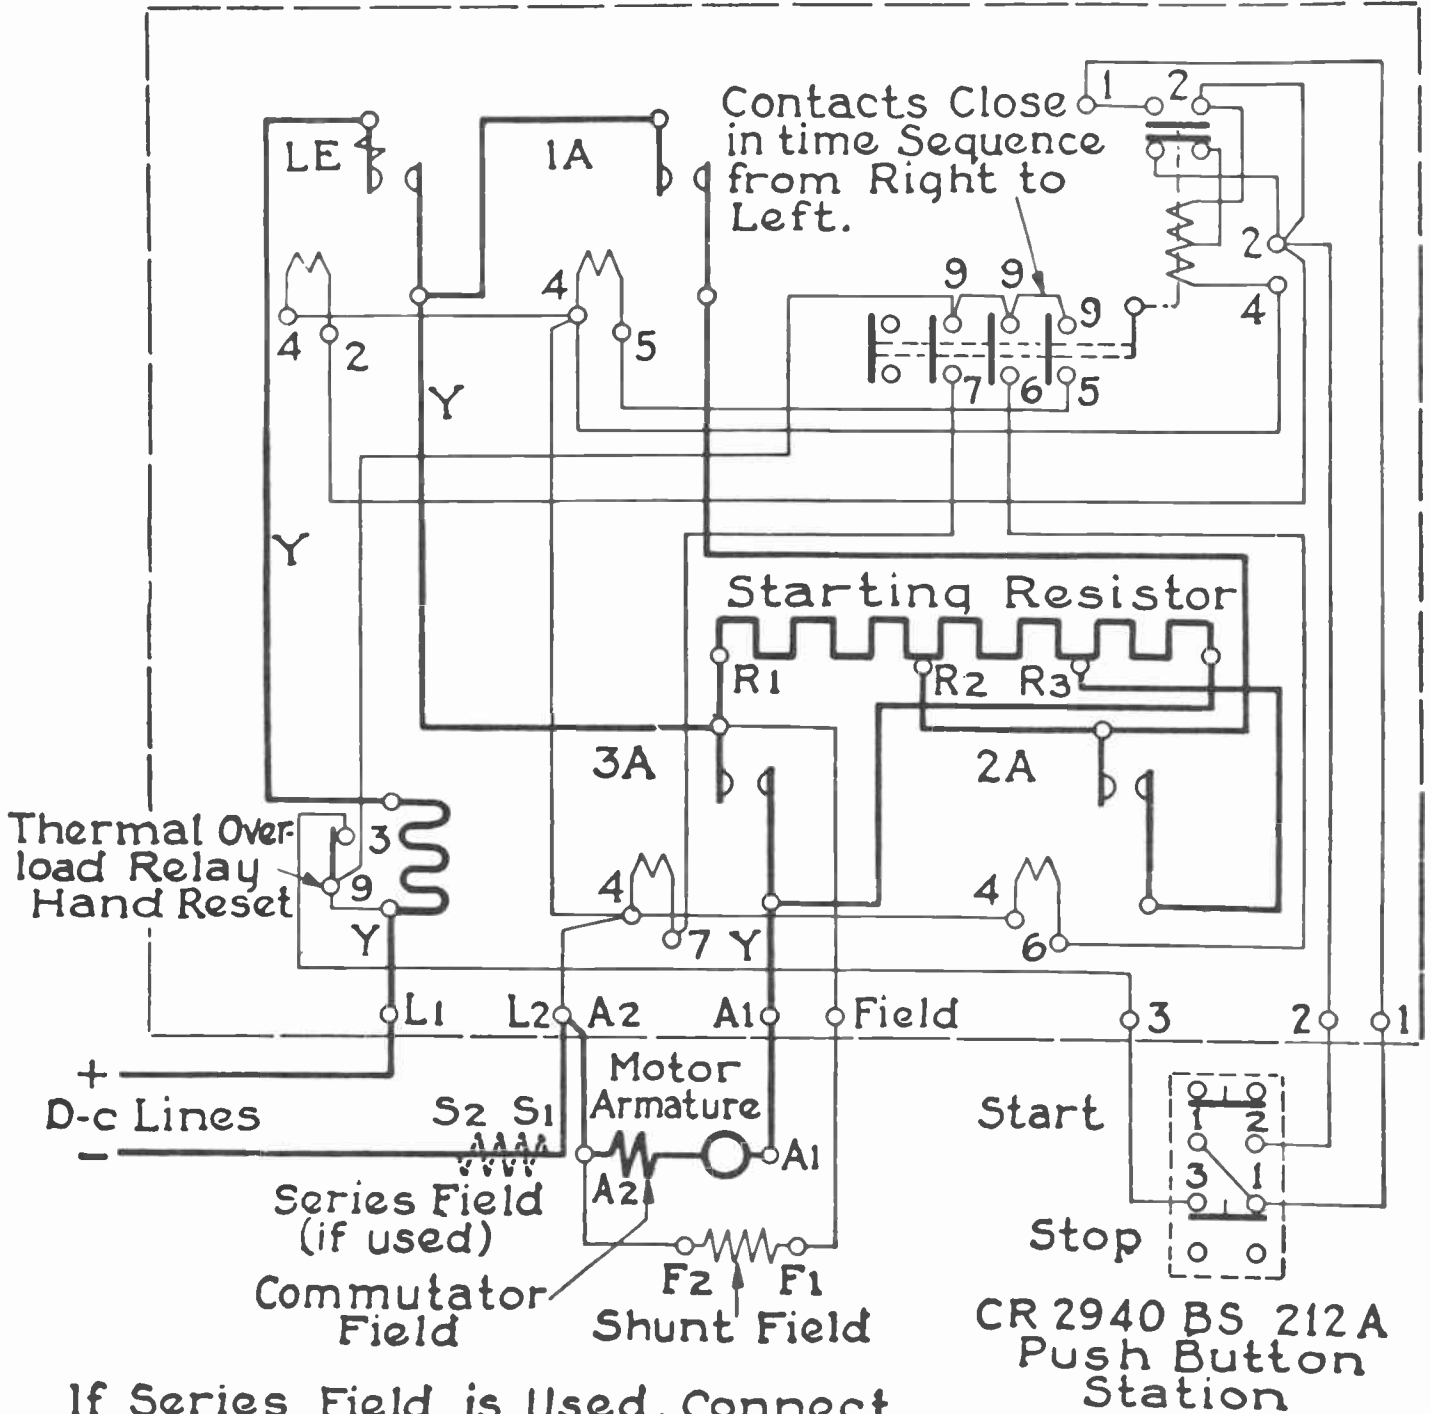 Contacts Close
in time Sequence
from Right to
Left.
1 2
LE
1A
2
4
4
9 9
9
4 2
5
7 6 5
Y
Y
Starting Resistor
R1
R2 R3
3A
2A
Thermal Over-
load Relay
Hand Reset
3
9
Y
4
7
Y
4
6
L1
L2 A2
A1
Field
3
2
1
+
D-c Lines
−
S2 S1
Series Field
(if used)
Motor
Armature
A2
A1
Commutator
Field
F2 F1
Shunt Field
Start
1 2
3 1
Stop
CR 2940 BS 212 A
Push Button
Station
If Series Field is Used, Connect